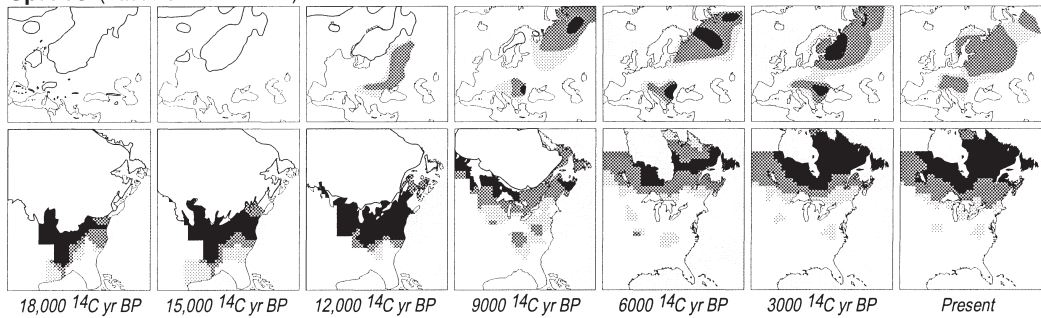 18,000 14C yr BP
15,000 14C yr BP
12,000 14C yr BP
9000 14C yr BP
6000 14C yr BP
3000 14C yr BP
Present